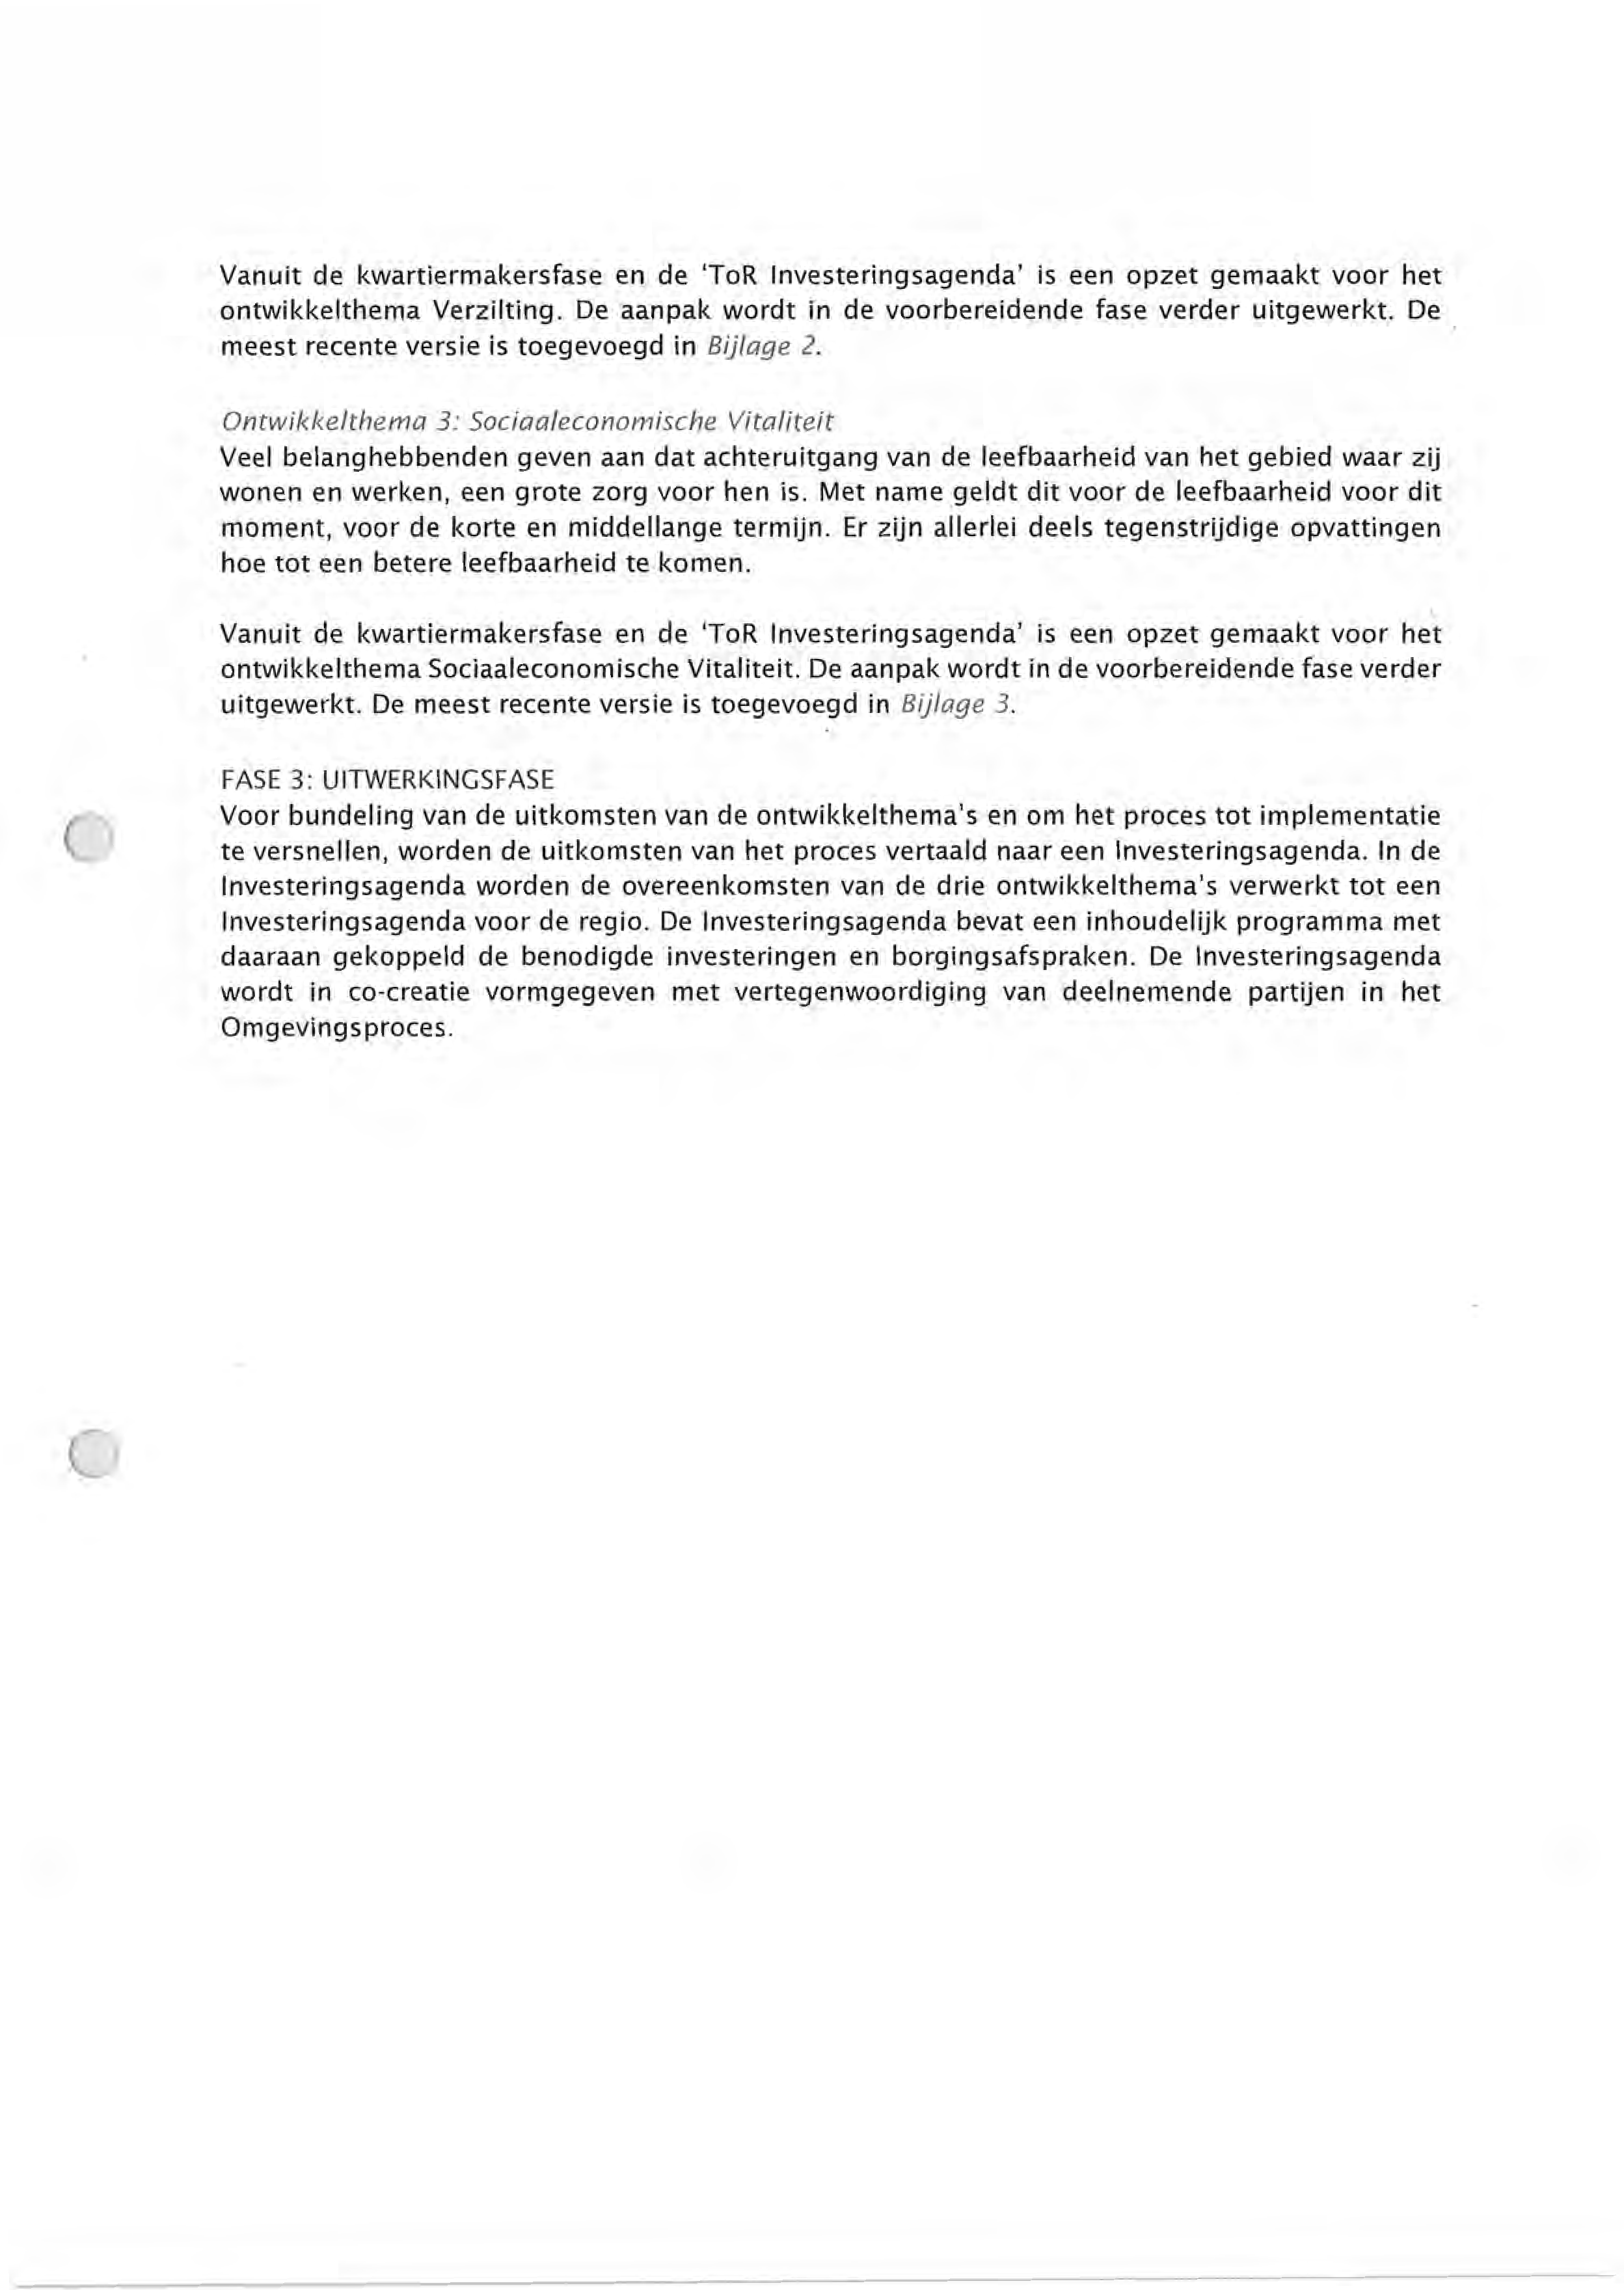 Vanuit de kwartiermakersfase en de ‘ToR Investeringsagenda’ is een opzet gemaakt voor het
ontwikkelthema Verzilting. De aanpak wordt in de voorbereidende fase verder uitgewerkt. De
meest recente versie is toegevoegd in Bijlage 2.
Ontwikkelthema 3: Sociaaleconomische Vitaliteit
Veel belanghebbenden geven aan dat achteruitgang van de leefbaarheid van het gebied waar zij
wonen en werken, een grote zorg voor hen is. Met name geldt dit voor de leefbaarheid voor dit
moment, voor de korte en middellange termijn. Er zijn allerlei deels tegenstrijdige opvattingen
hoe tot een betere leefbaarheid te komen.
Vanuit de kwartiermakersfase en de ‘ToR Investeringsagenda’ is een opzet gemaakt voor het
ontwikkelthema Sociaaleconomische Vitaliteit. De aanpak wordt in de voorbereidende fase verder
uitgewerkt. De meest recente versie is toegevoegd in Bijlage 3.
FASE 3: UITWERKINGSFASE
Voor bundeling van de uitkomsten van de ontwikkelthema's en om het proces tot implementatie
te versnellen, worden de uitkomsten van het proces vertaald naar een Investeringsagenda. In de
Investeringsagenda worden de overeenkomsten van de drie ontwikkelthema's verwerkt tot een
Investeringsagenda voor de regio. De Investeringsagenda bevat een inhoudelijk programma met
daaraan gekoppeld de benodigde investeringen en borgingsafspraken. De Investeringsagenda
wordt in co-creatie vormgegeven met vertegenwoordiging van deelnemende partijen in het
Omgevingsproces.